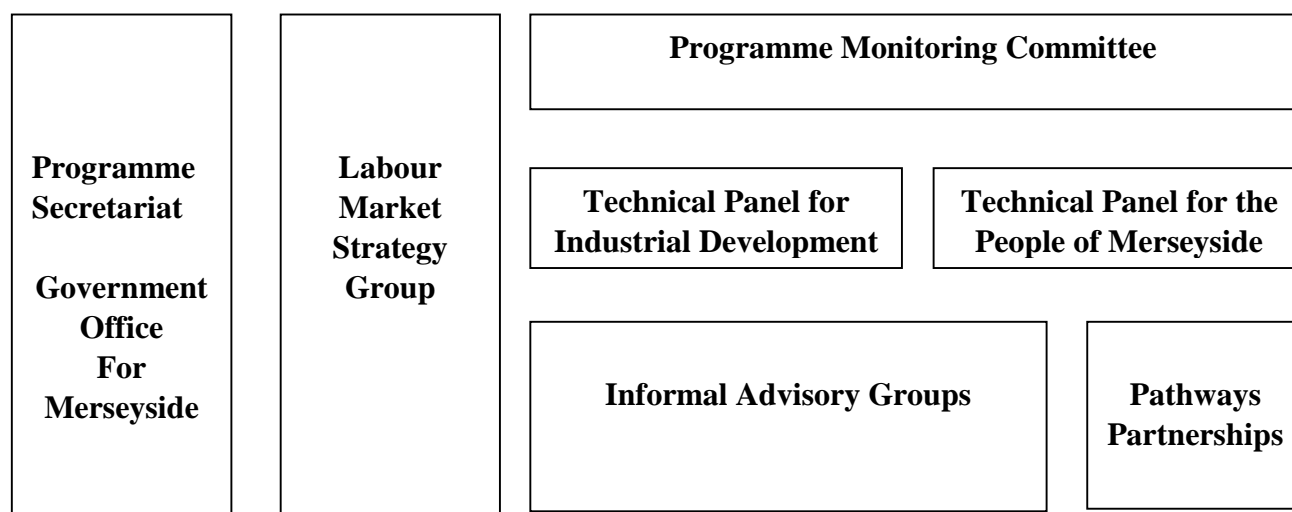 Programme
Secretariat
Government
Office
For
Merseyside
Labour
Market
Strategy
Group
Programme Monitoring Committee
Technical Panel for
Industrial Development
Technical Panel for the
People of Merseyside
Informal Advisory Groups
Pathways
Partnerships